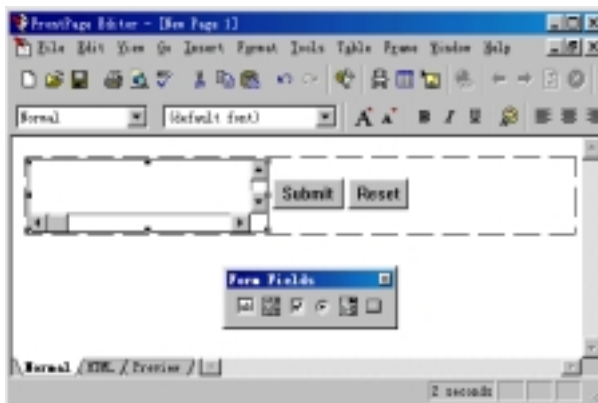 FrontPage Editor - [New Page 1]
File Edit View Go Insert Format Tools Table Frame Window Help
Normal (default font) A A B I U
Submit Reset
Form Fields
Normal HTML Preview
2 seconds